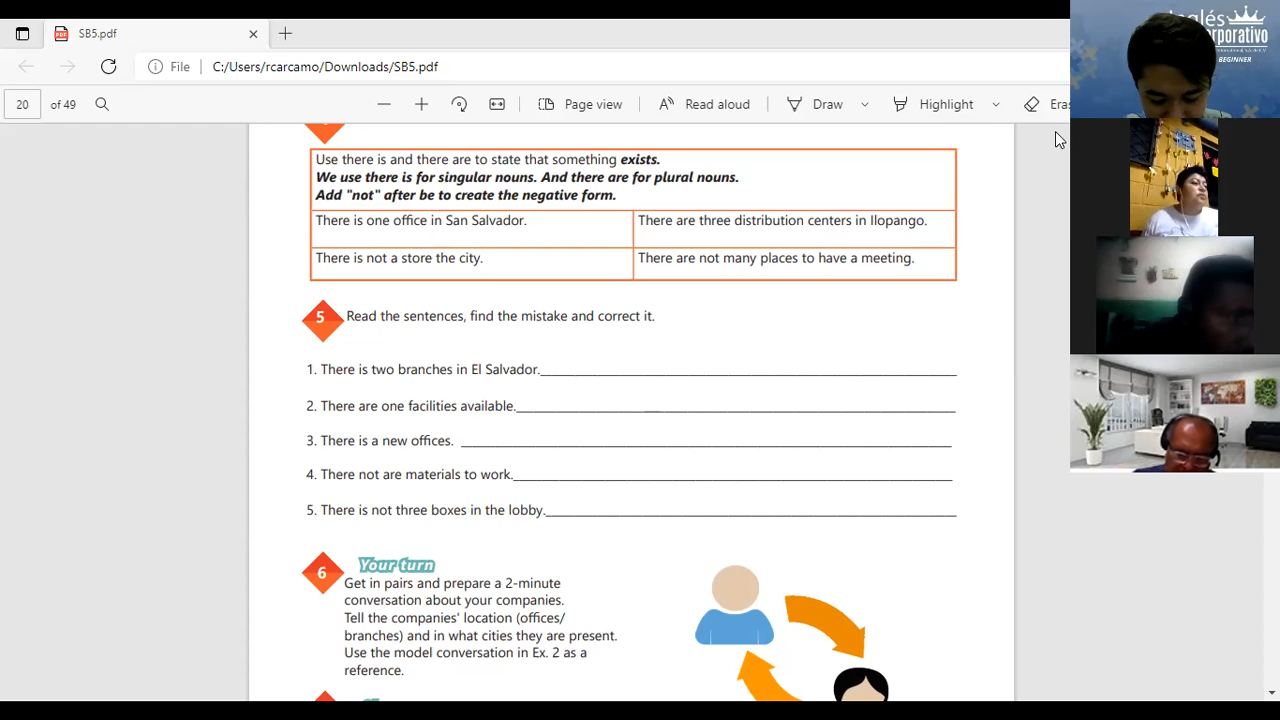 SB5.pdf
File C:/Users/rcarcamo/Downloads/SB5.pdf
20 of 49 Page view Read aloud Draw Highlight
Use there is and there are to state that something exists.
We use there is for singular nouns. And there are for plural nouns.
Add "not" after be to create the negative form.
There is one office in San Salvador. There are three distribution centers in Ilopango.
There is not a store the city. There are not many places to have a meeting.
5 Read the sentences, find the mistake and correct it.
1. There is two branches in El Salvador.
2. There are one facilities available.
3. There is a new offices.
4. There not are materials to work.
5. There is not three boxes in the lobby.
6 Your turn
Get in pairs and prepare a 2-minute
conversation about your companies.
Tell the companies' location (offices/
branches) and in what cities they are present.
Use the model conversation in Ex. 2 as a
reference.
BEGINNER